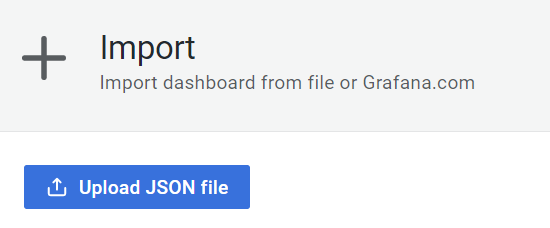 Import
Import dashboard from file or Grafana.com
Upload JSON file